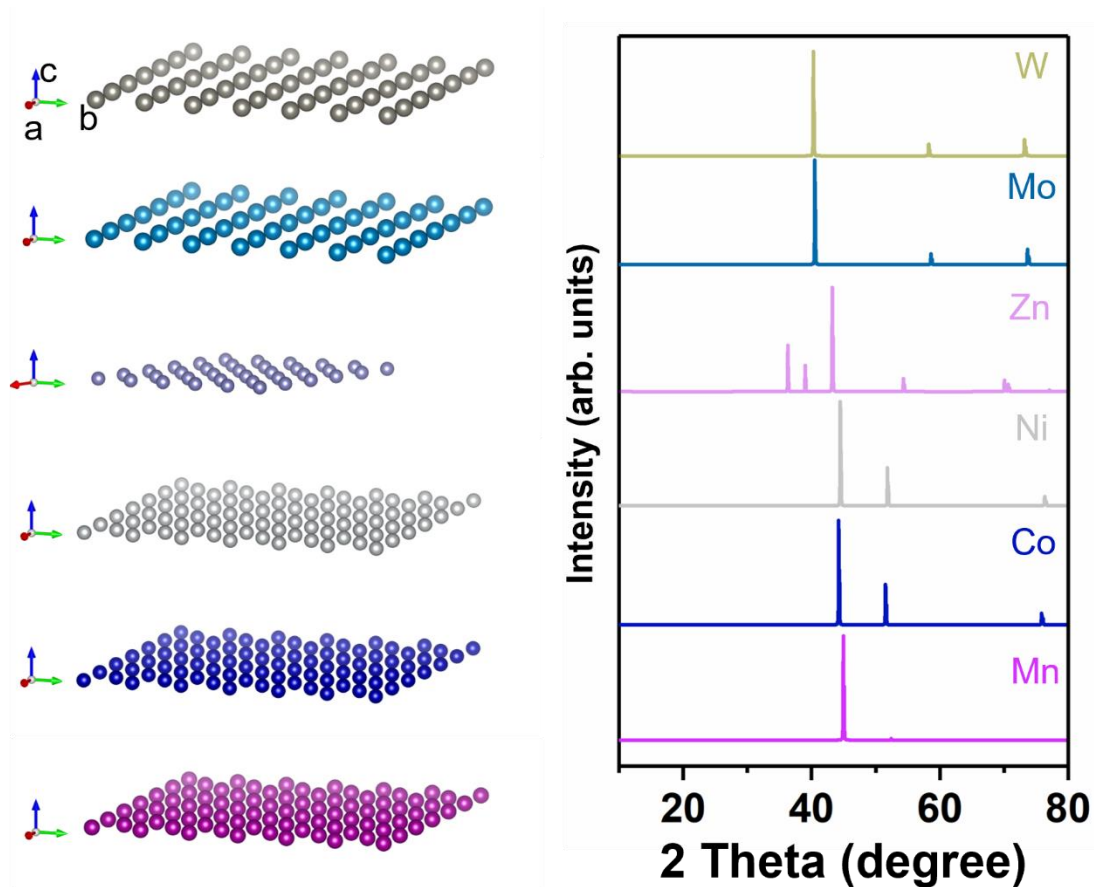 c
b
a
W
Mo
Zn
Ni
Co
Mn
Intensity (arb. units)
20 40 60 80
2 Theta (degree)